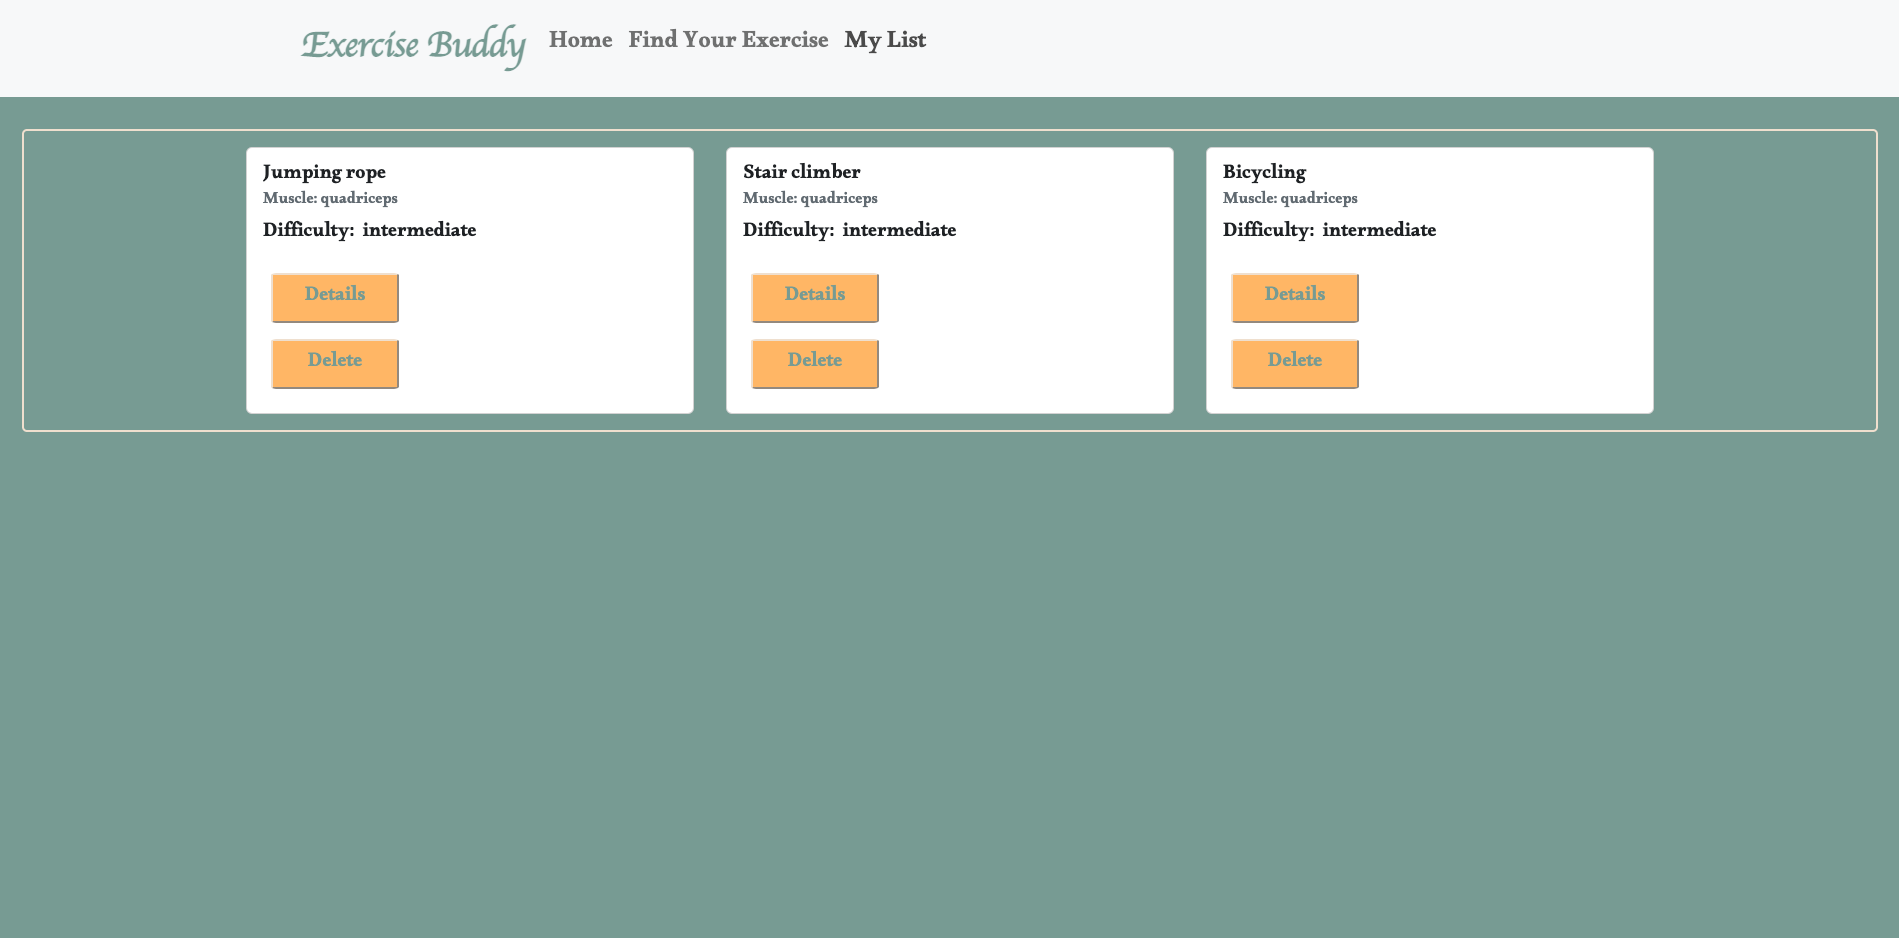 Exercise Buddy Home Find Your Exercise My List
Jumping rope
Muscle: quadriceps
Difficulty: intermediate
Details
Delete
Stair climber
Muscle: quadriceps
Difficulty: intermediate
Details
Delete
Bicycling
Muscle: quadriceps
Difficulty: intermediate
Details
Delete